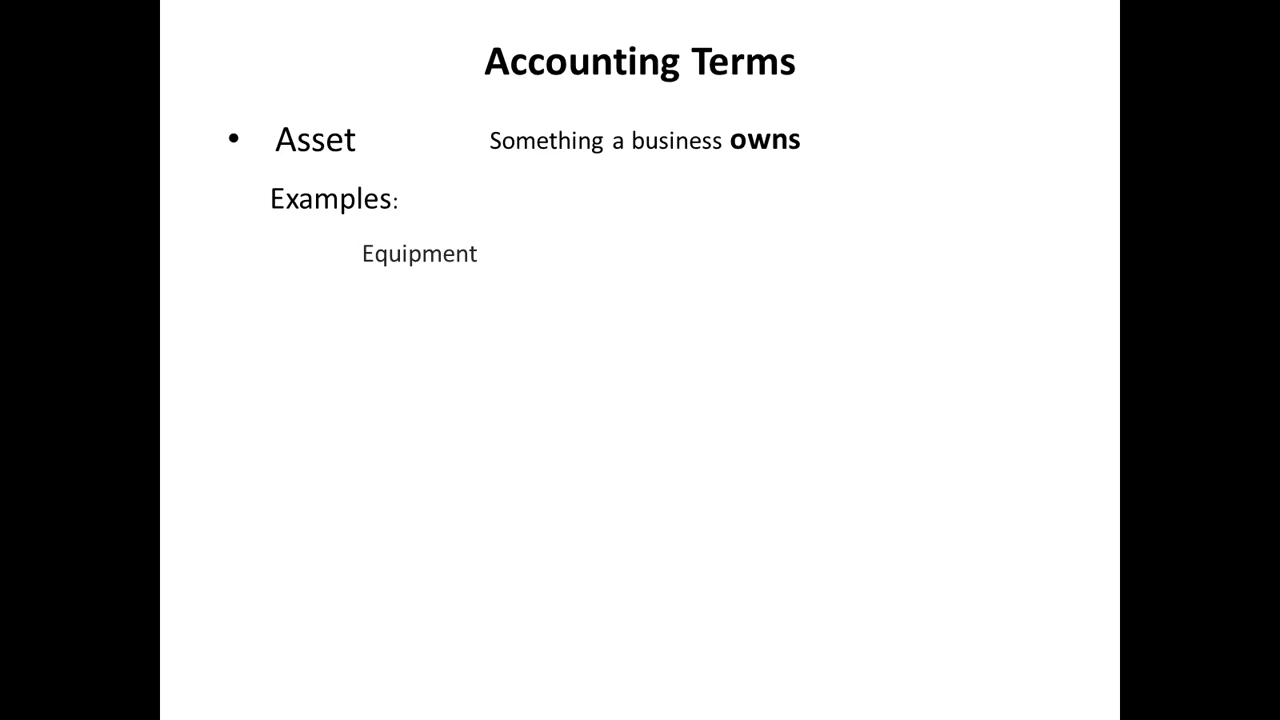 Accounting Terms
• Asset Something a business owns
Examples:
Equipment